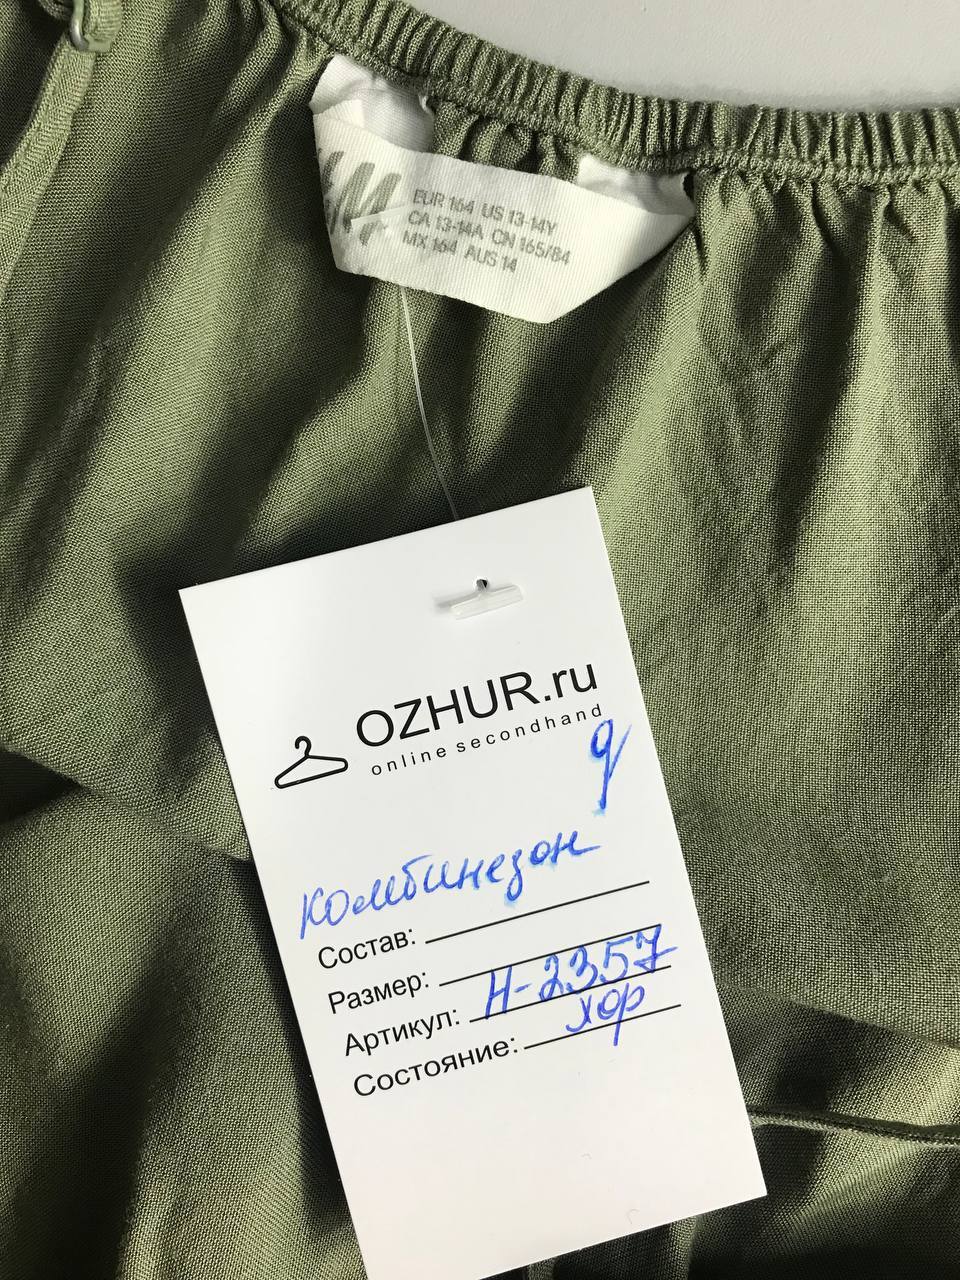 H&M
EUR 164 US 13-14Y
CA 13-14A CN 165/84
MX 164 AUS 14
OZHUR.ru
online secondhand
комбинезон
Состав:
Размер:
Артикул: Н-2357
Состояние: хор